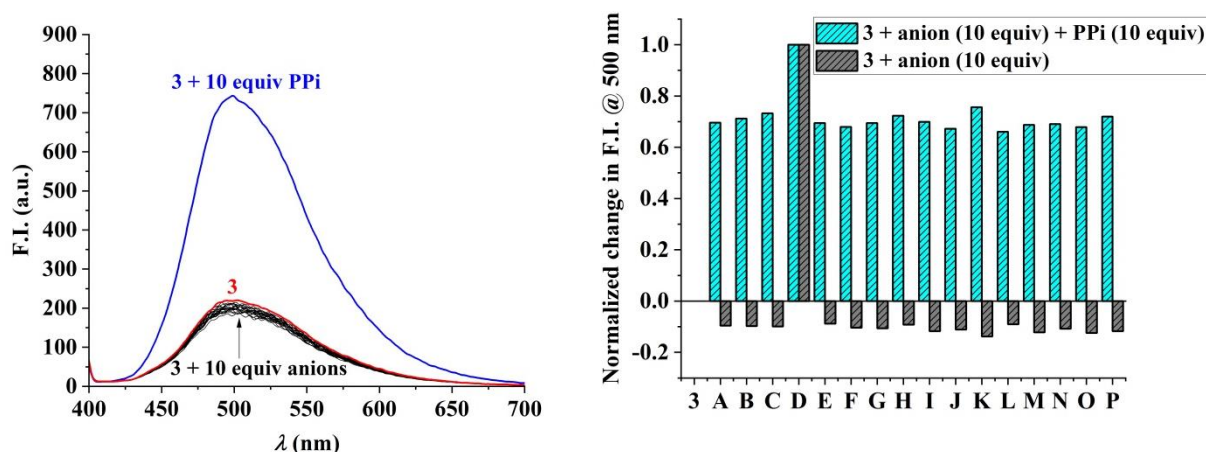 900
800
700
600
500
400
300
200
100
0
F.I. (a.u.)
3 + 10 equiv PPi
3
3 + 10 equiv anions
400 450 500 550 600 650 700
λ (nm)
Normalized change in F.I. @ 500 nm
1.0
0.8
0.6
0.4
0.2
0.0
-0.2
3 + anion (10 equiv) + PPi (10 equiv)
3 + anion (10 equiv)
3 A B C D E F G H I J K L M N O P